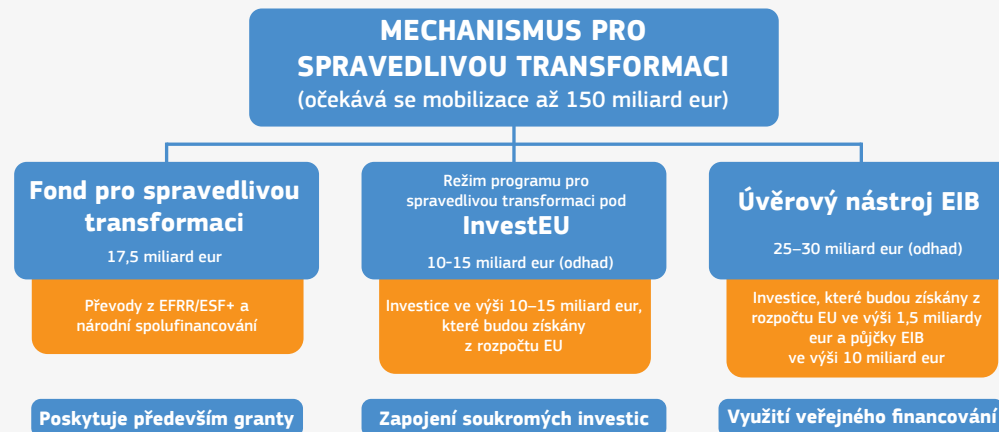 MECHANISMUS PRO
SPRAVEDLIVOU TRANSFORMACI
(očekává se mobilizace až 150 miliard eur)
Fond pro spravedlivou
transformaci
17,5 miliard eur
Převody z EFRR/ESF+ a
národní spolufinancování
Poskytuje především granty
Režim programu pro
spravedlivou transformaci pod
InvestEU
10-15 miliard eur (odhad)
Investice ve výši 10–15 miliard eur,
které budou získány
z rozpočtu EU
Zapojení soukromých investic
Úvěrový nástroj EIB
25–30 miliard eur (odhad)
Investice, které budou získány z
rozpočtu EU ve výši 1,5 miliardy
eur a půjčky EIB
ve výši 10 miliard eur
Využití veřejného financování